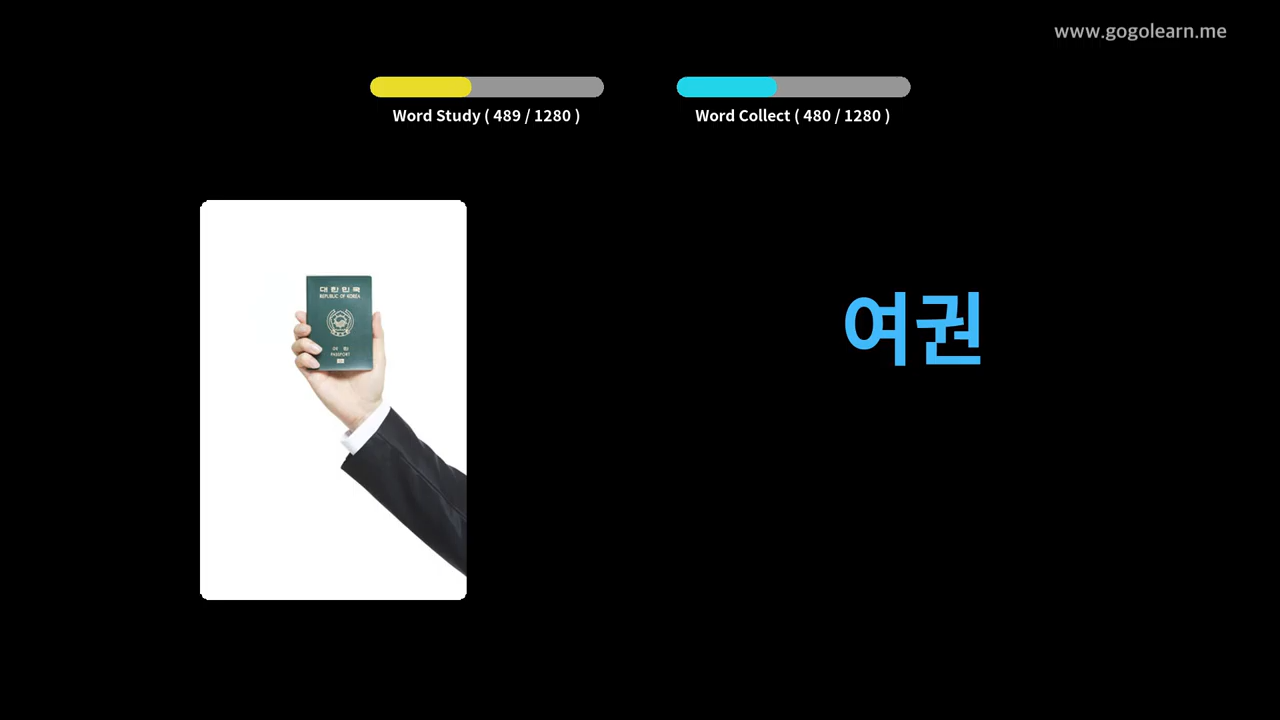 www.gogolearn.me
Word Study ( 489 / 1280 )
Word Collect ( 480 / 1280 )
대한민국
REPUBLIC OF KOREA
여권
PASSPORT
여권